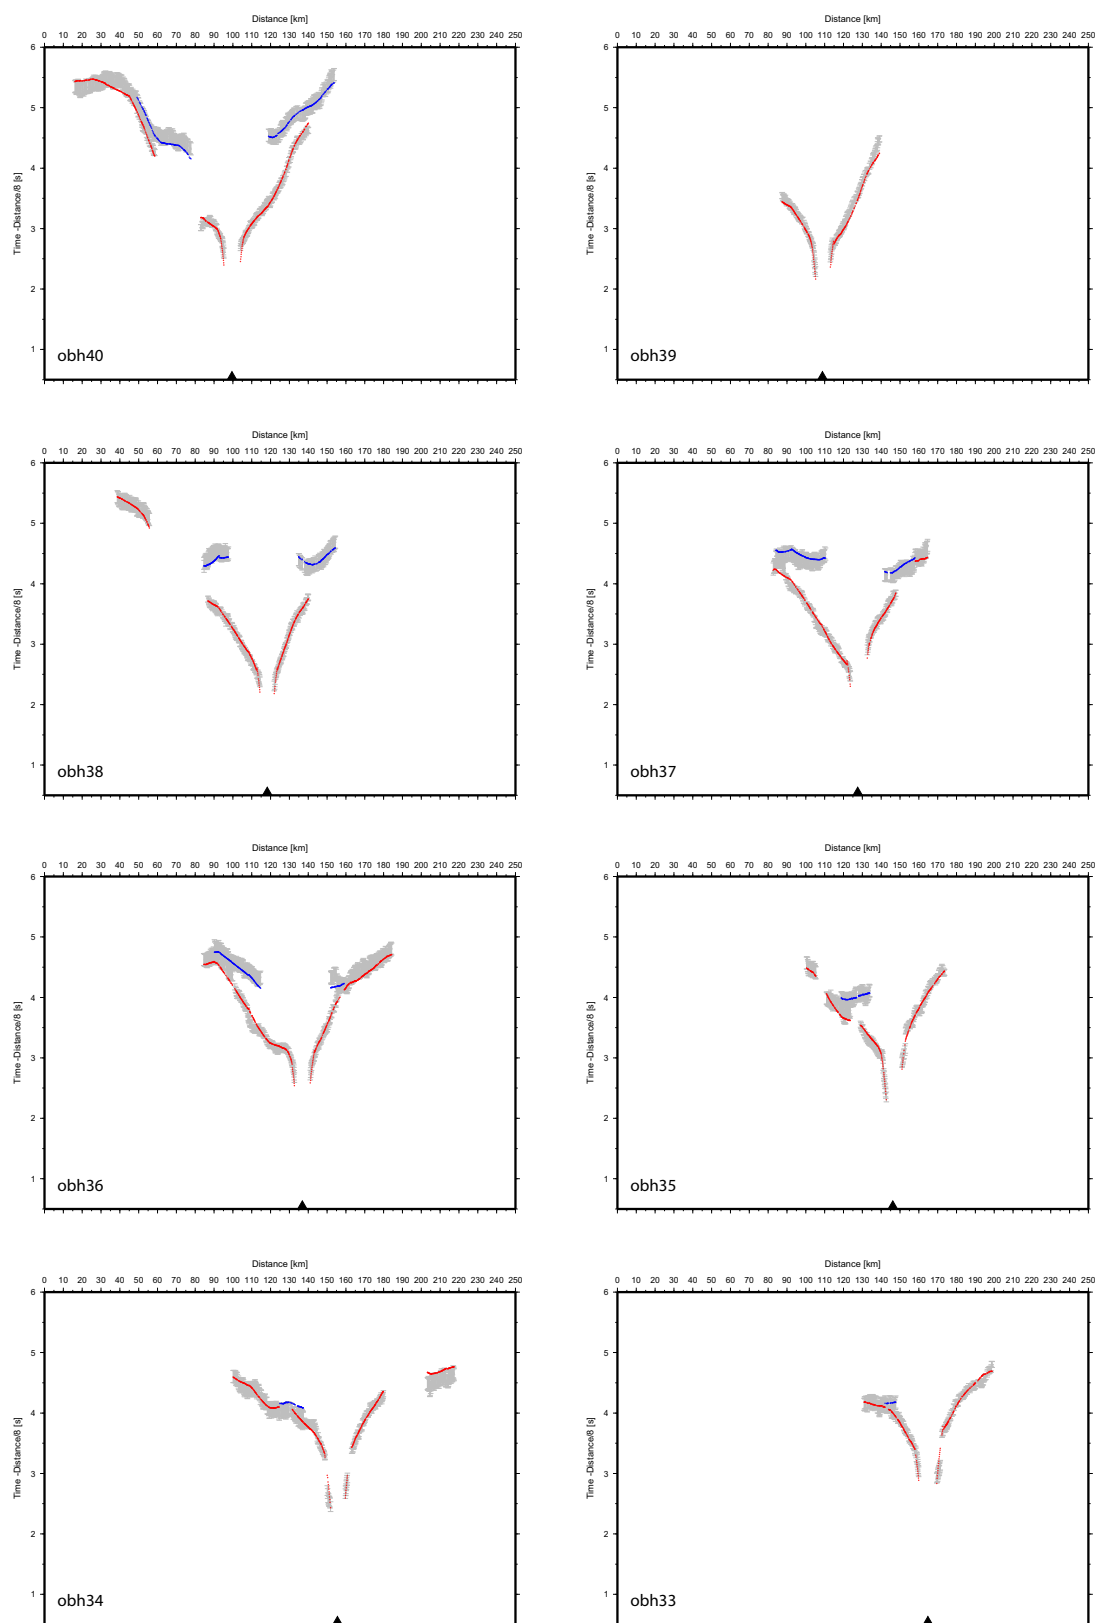 Distance [km] Distance [km]
0 10 20 30 40 50 60 70 80 90 100 110 120 130 140 150 160 170 180 190 200 210 220 230 240 250 0 10 20 30 40 50 60 70 80 90 100 110 120 130 140 150 160 170 180 190 200 210 220 230 240 250
6 6
5 5
4 4
Time -Distance/8 [s] Time -Distance/8 [s]
3 3
2 2
1 1
obh40 obh39
Distance [km] Distance [km]
0 10 20 30 40 50 60 70 80 90 100 110 120 130 140 150 160 170 180 190 200 210 220 230 240 250 0 10 20 30 40 50 60 70 80 90 100 110 120 130 140 150 160 170 180 190 200 210 220 230 240 250
6 6
5 5
4 4
Time -Distance/8 [s] Time -Distance/8 [s]
3 3
2 2
1 1
obh38 obh37
Distance [km] Distance [km]
0 10 20 30 40 50 60 70 80 90 100 110 120 130 140 150 160 170 180 190 200 210 220 230 240 250 0 10 20 30 40 50 60 70 80 90 100 110 120 130 140 150 160 170 180 190 200 210 220 230 240 250
6 6
5 5
4 4
Time -Distance/8 [s] Time -Distance/8 [s]
3 3
2 2
1 1
obh36 obh35
Distance [km] Distance [km]
0 10 20 30 40 50 60 70 80 90 100 110 120 130 140 150 160 170 180 190 200 210 220 230 240 250 0 10 20 30 40 50 60 70 80 90 100 110 120 130 140 150 160 170 180 190 200 210 220 230 240 250
6 6
5 5
4 4
Time -Distance/8 [s] Time -Distance/8 [s]
3 3
2 2
1 1
obh34 obh33